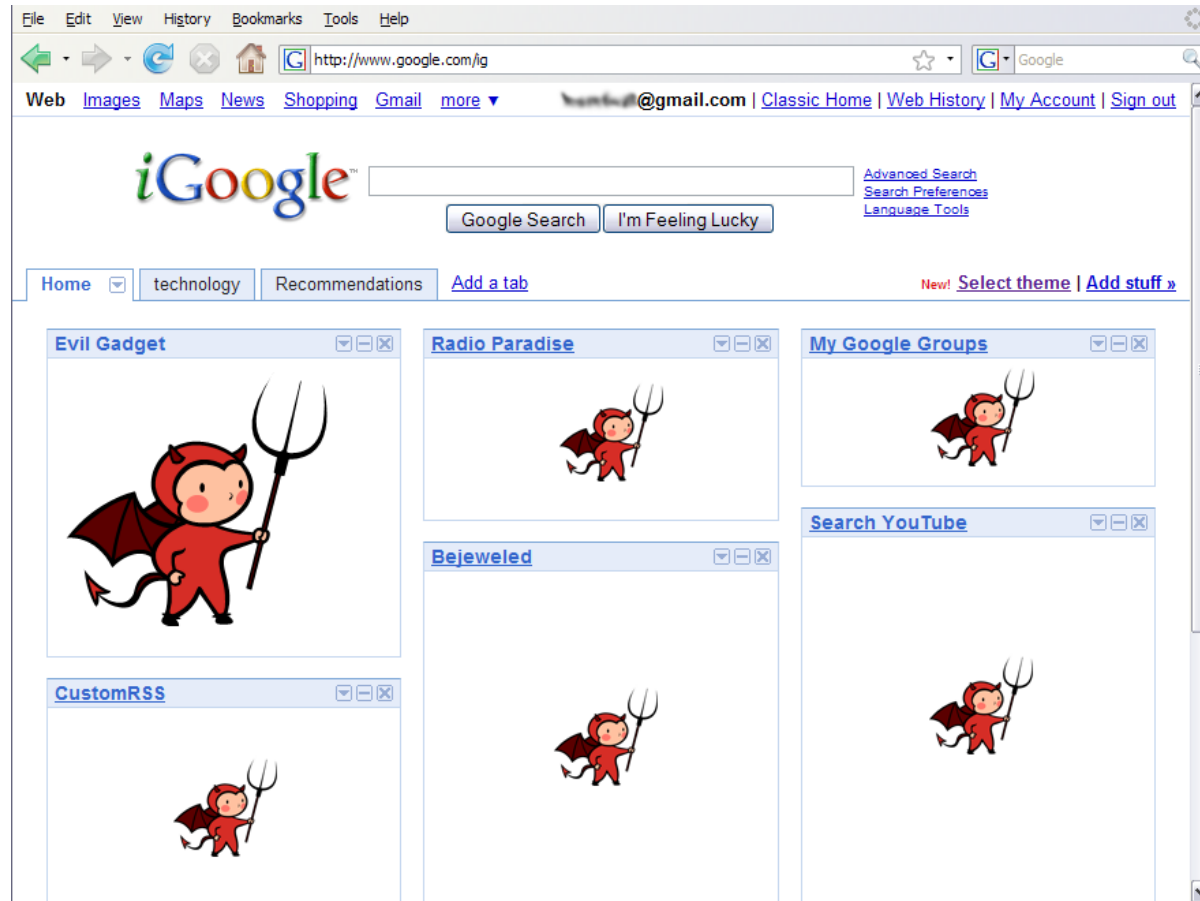 File Edit View History Bookmarks Tools Help
http://www.google.com/ig Google
Web Images Maps News Shopping Gmail more ▼ @gmail.com | Classic Home | Web History | My Account | Sign out
iGoogle™
Advanced Search
Search Preferences
Language Tools
Google Search I'm Feeling Lucky
Home technology Recommendations Add a tab New! Select theme | Add stuff »
Evil Gadget Radio Paradise My Google Groups
Search YouTube
Bejeweled
CustomRSS